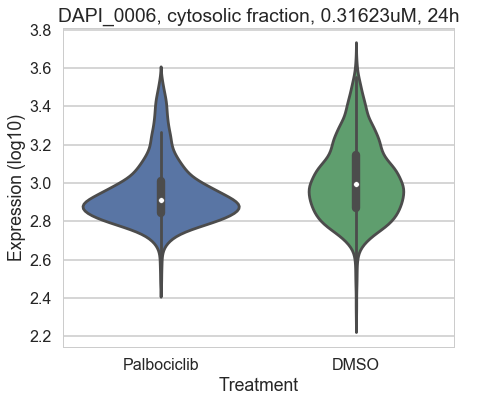 DAPI_0006, cytosolic fraction, 0.31623uM, 24h
Expression (log10)
3.8
3.6
3.4
3.2
3.0
2.8
2.6
2.4
2.2
Palbociclib DMSO
Treatment